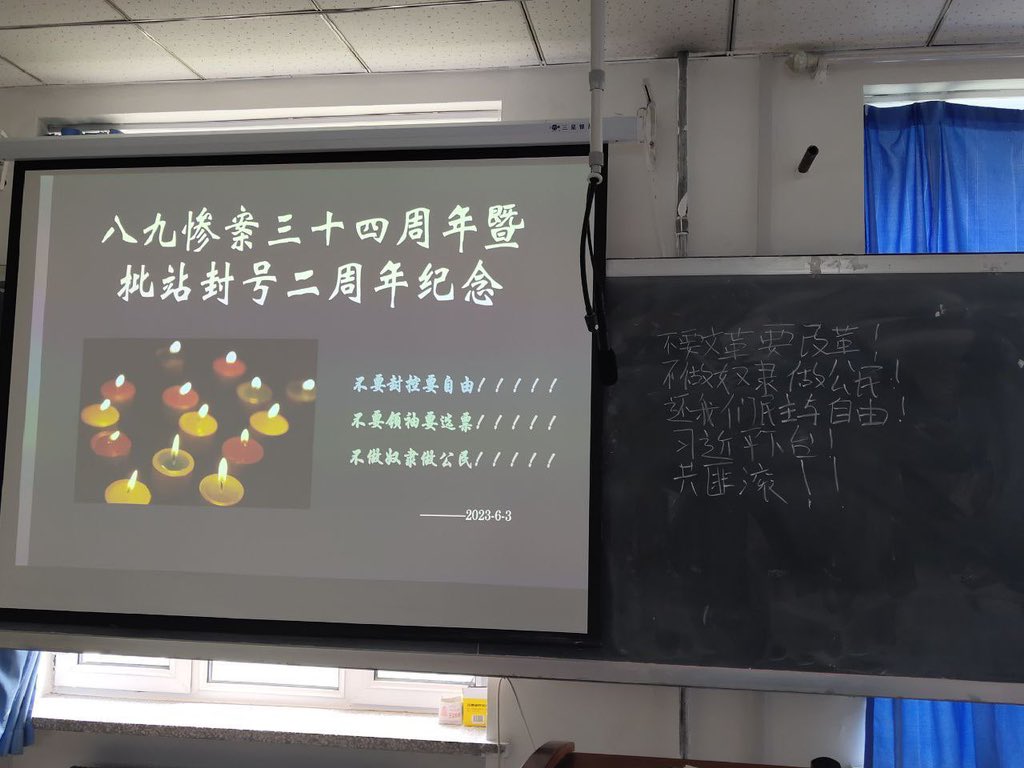 八九惨案三十四周年暨
批站封号二周年纪念
不要封控要自由！！！！！！
不要领袖要选票！！！！！！
不做奴隶做公民！！！！！！
——2023-6-3
不要文革要改革！
不做奴隶做公民！
还我们民主与自由！
习近平下台！
共匪滚！！